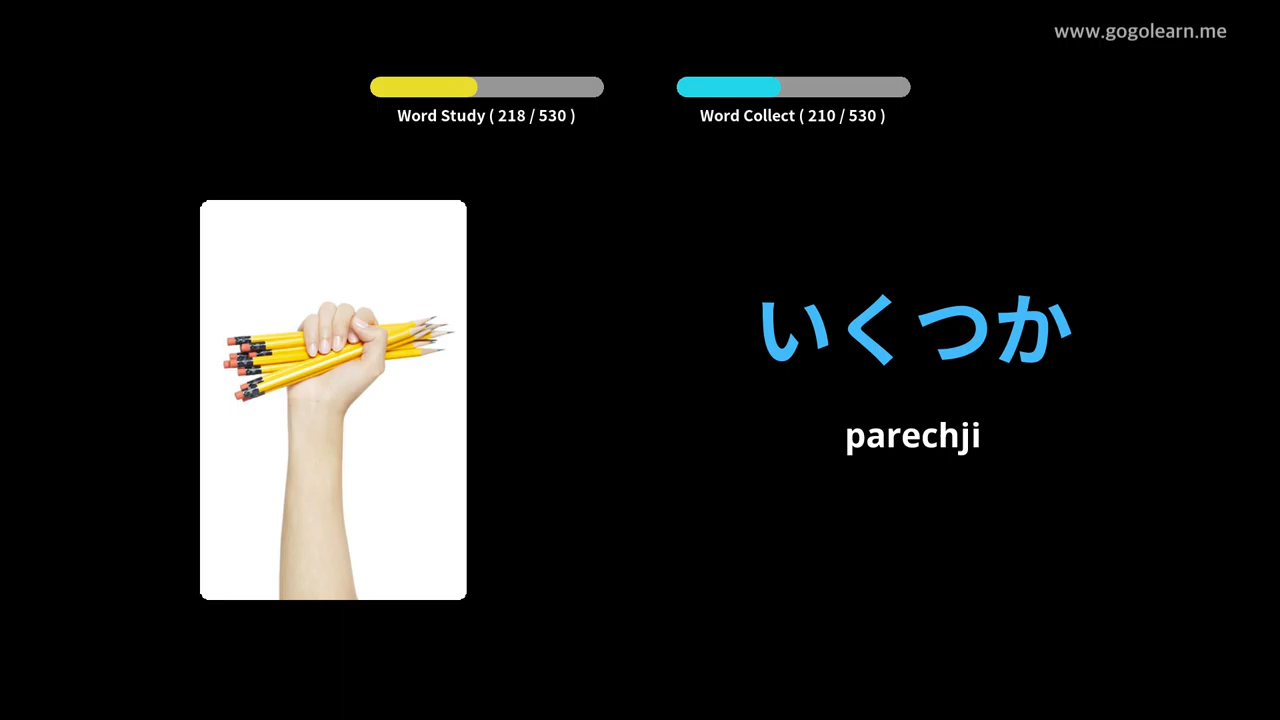 www.gogolearn.me
Word Study ( 218 / 530 )
Word Collect ( 210 / 530 )
いくつか
parechji